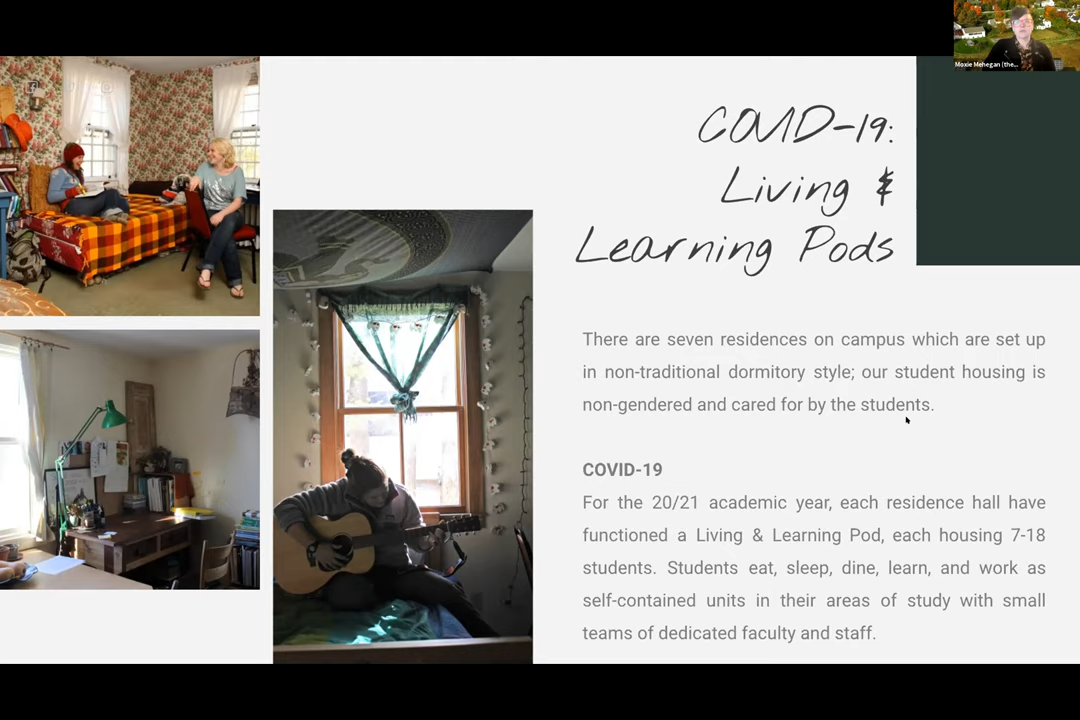 Moxie Mehegan (the...
COVID-19:
Living &
Learning Pods
There are seven residences on campus which are set up
in non-traditional dormitory style; our student housing is
non-gendered and cared for by the students.
COVID-19
For the 20/21 academic year, each residence hall have
functioned a Living & Learning Pod, each housing 7-18
students. Students eat, sleep, dine, learn, and work as
self-contained units in their areas of study with small
teams of dedicated faculty and staff.